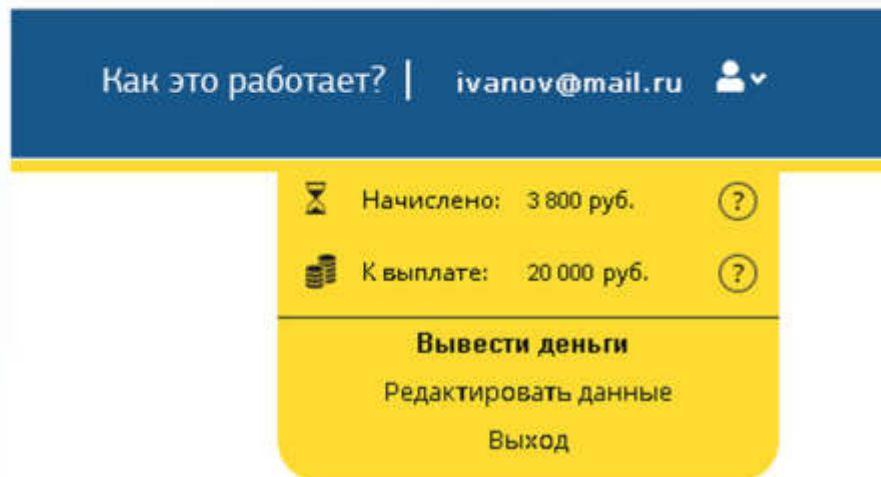 Как это работает? | ivanov@mail.ru
Начислено: 3 800 руб. ?
К выплате: 20 000 руб. ?
Вывести деньги
Редактировать данные
Выход